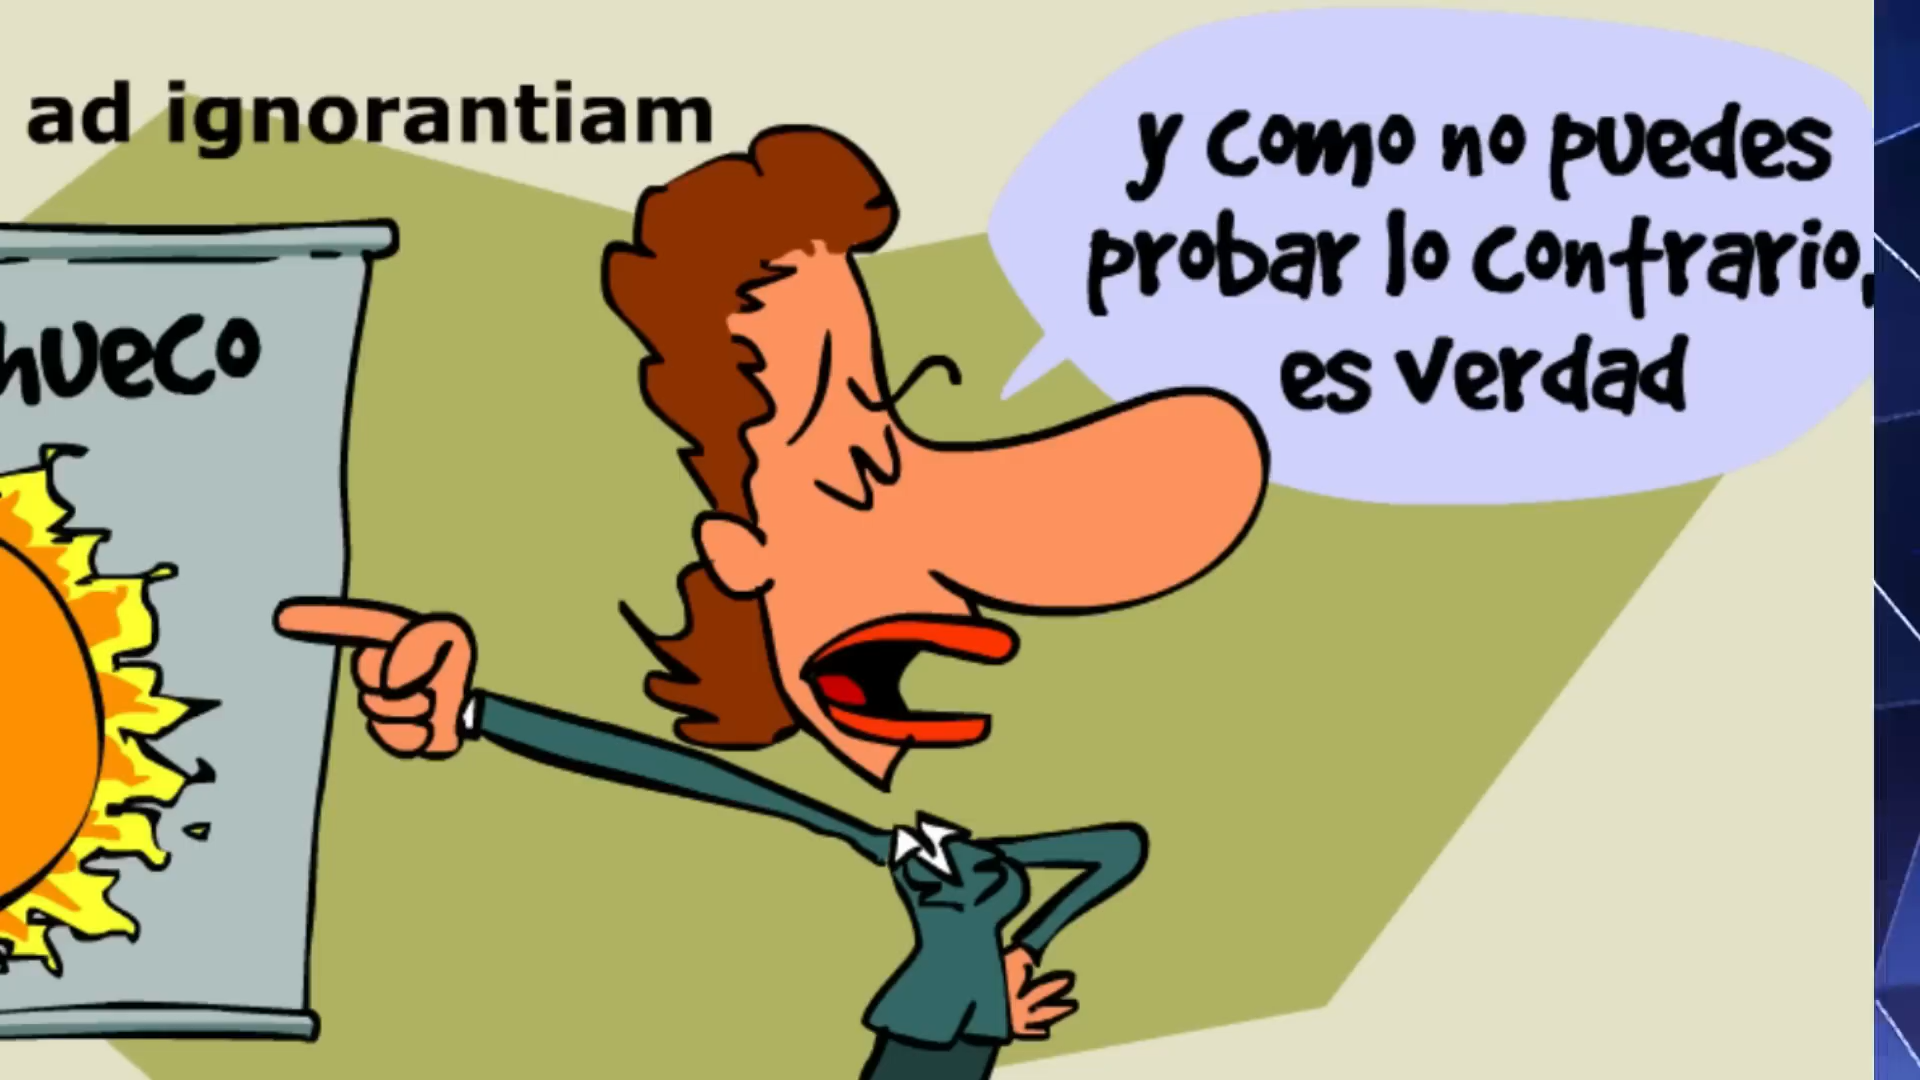 ad ignorantiam
y como no puedes
probar lo contrario,
es verdad
hueco